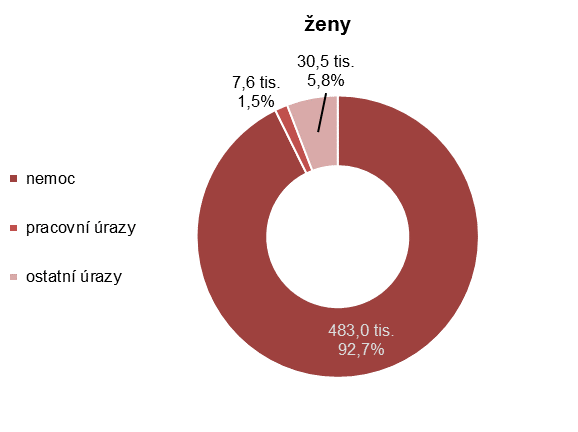 ženy
30,5 tis.
5,8%
7,6 tis.
1,5%
nemoc
pracovní úrazy
ostatní úrazy
483,0 tis.
92,7%